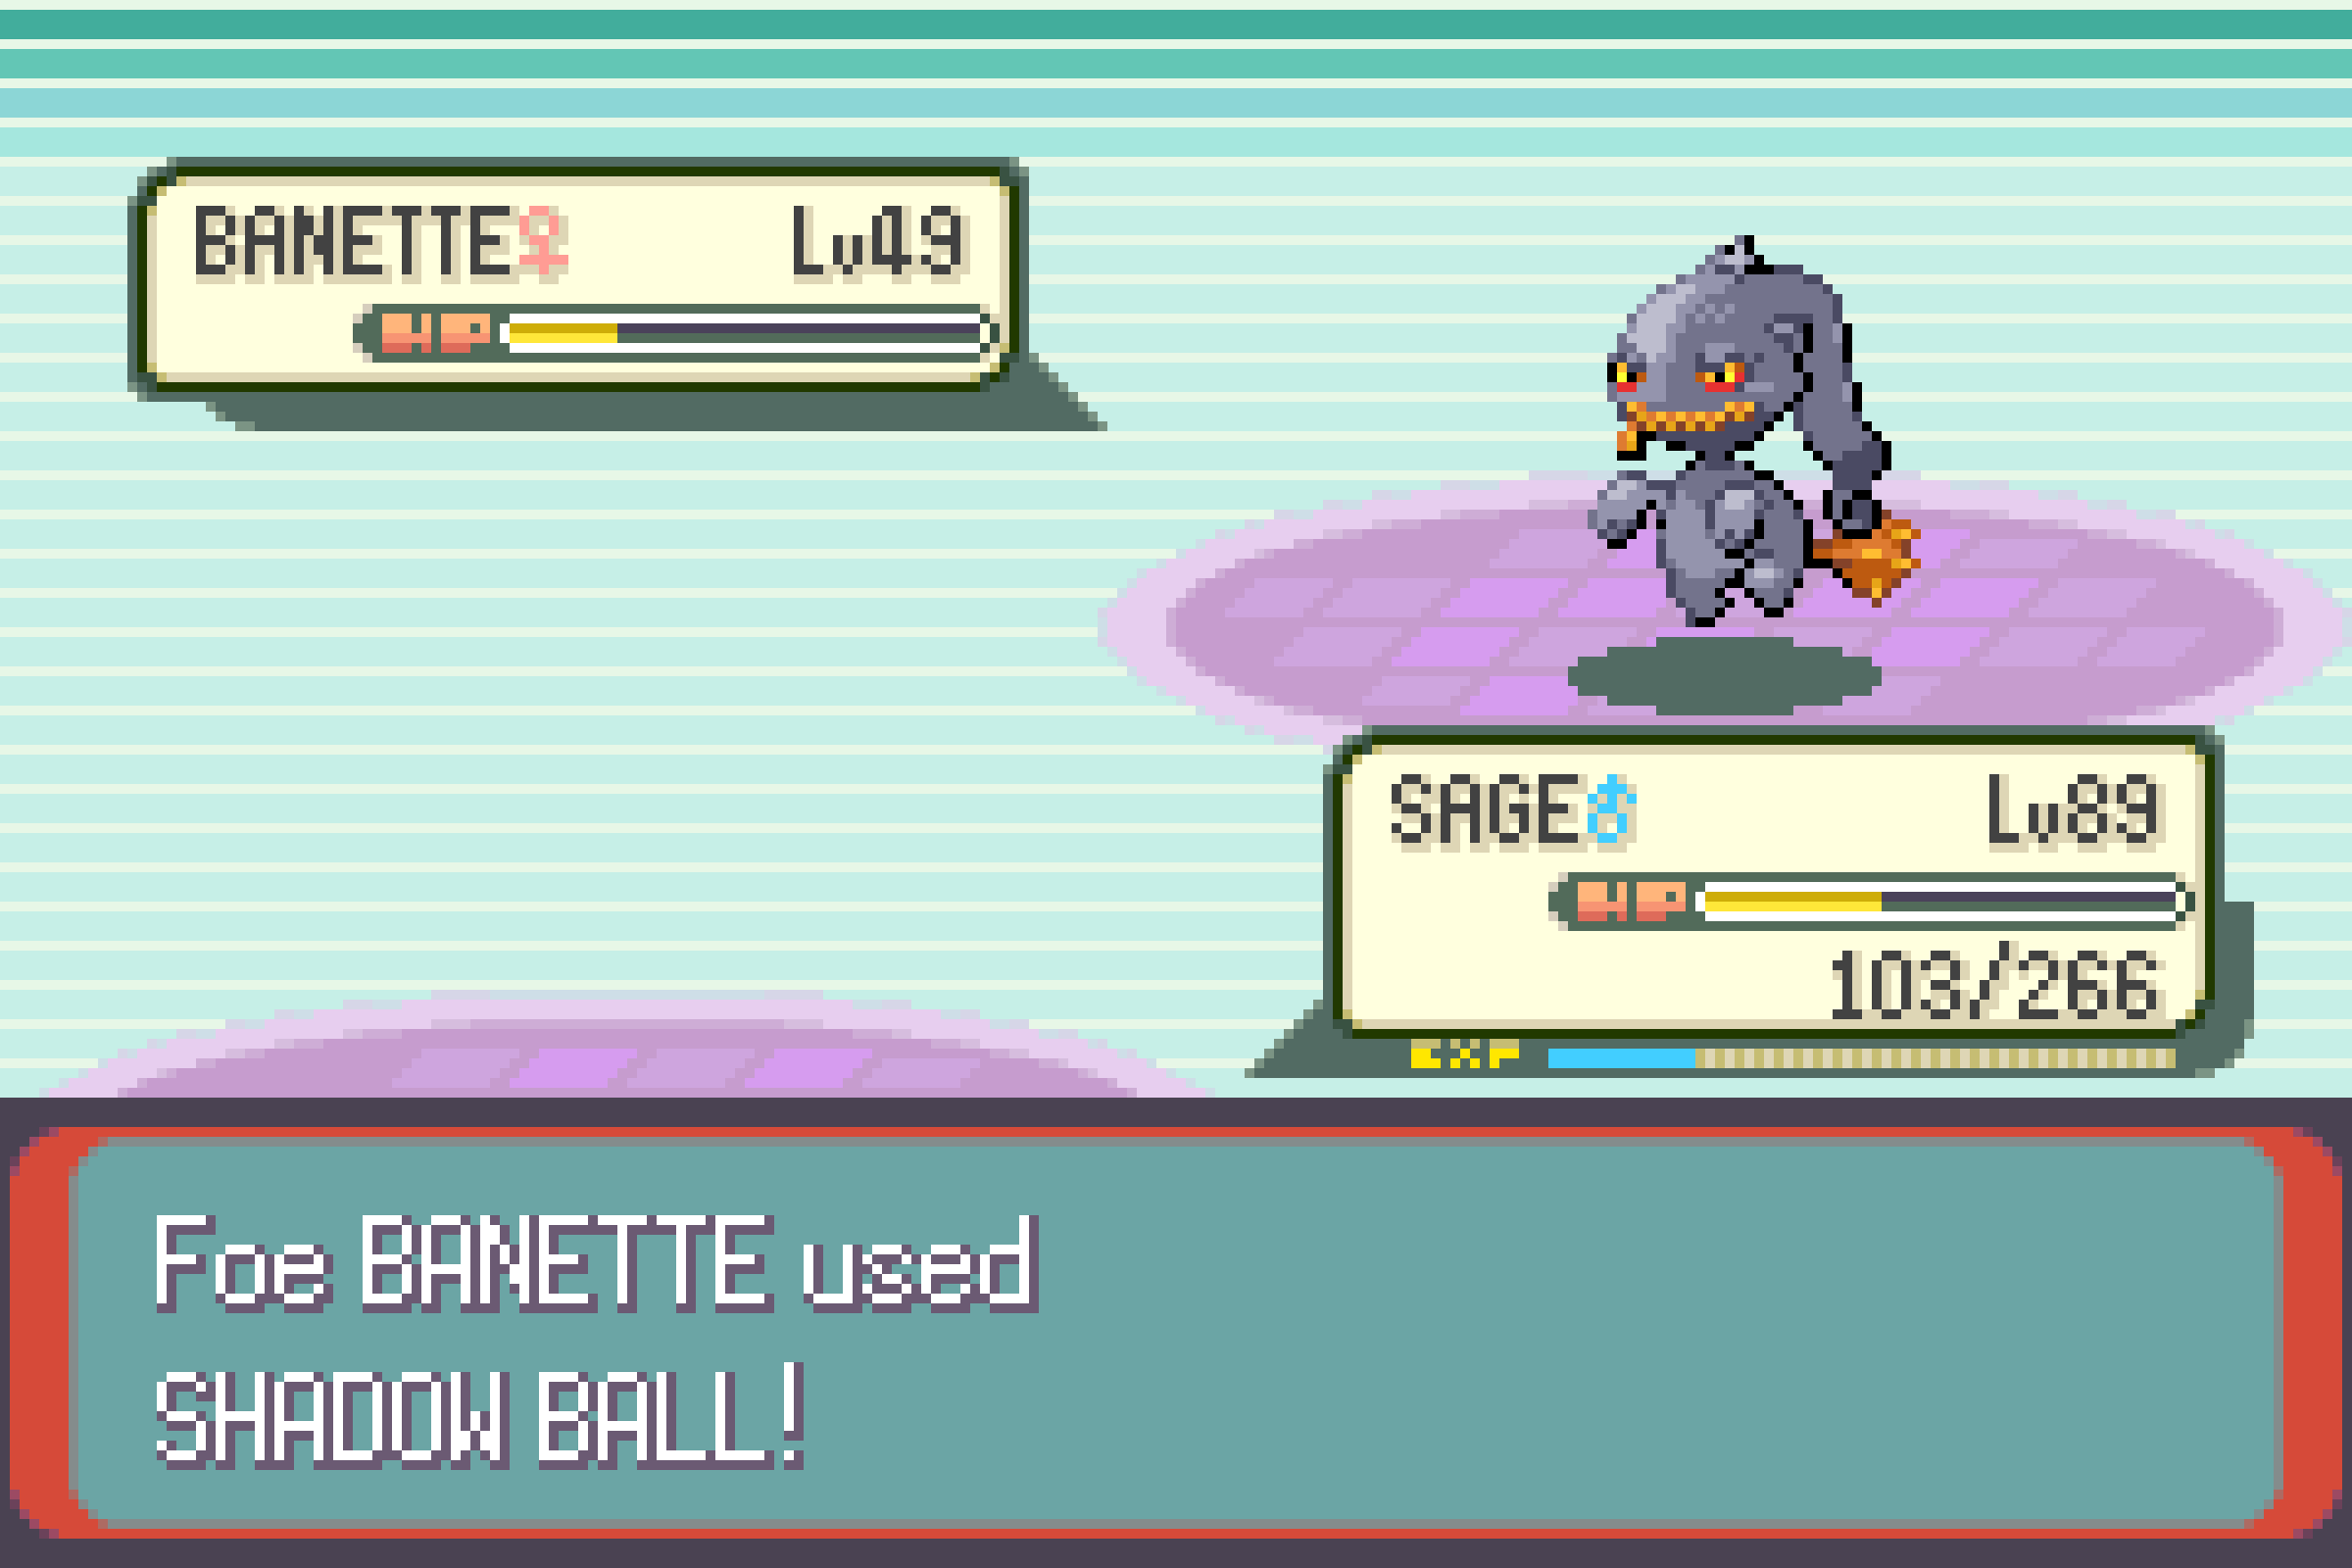 BANETTE♀ Lv49
HP
SAGE♂ Lv89
HP
103/266
EXP
Foe BANETTE used
SHADOW BALL!